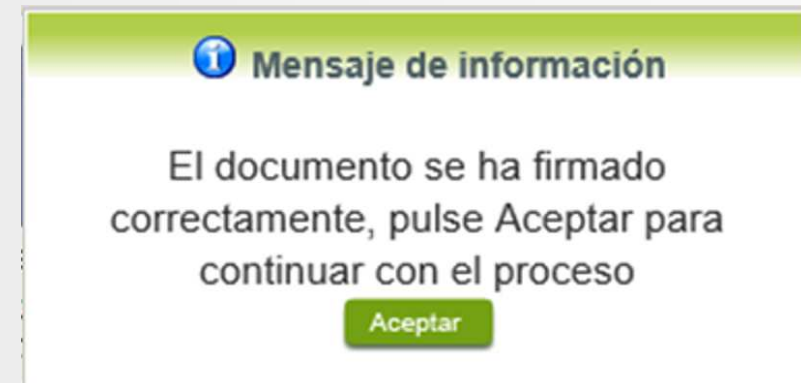 Mensaje de información
El documento se ha firmado
correctamente, pulse Aceptar para
continuar con el proceso
Aceptar